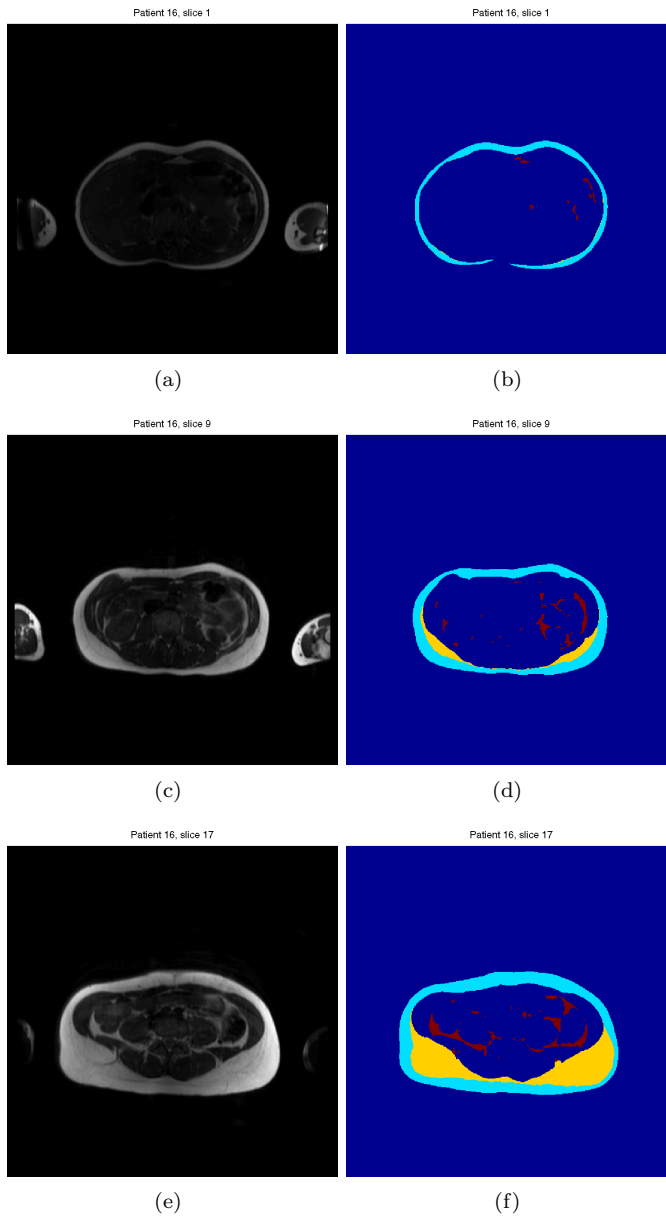 Patient 16, slice 1
Patient 16, slice 1
(a)
(b)
Patient 16, slice 9
Patient 16, slice 9
(c)
(d)
Patient 16, slice 17
Patient 16, slice 17
(e)
(f)